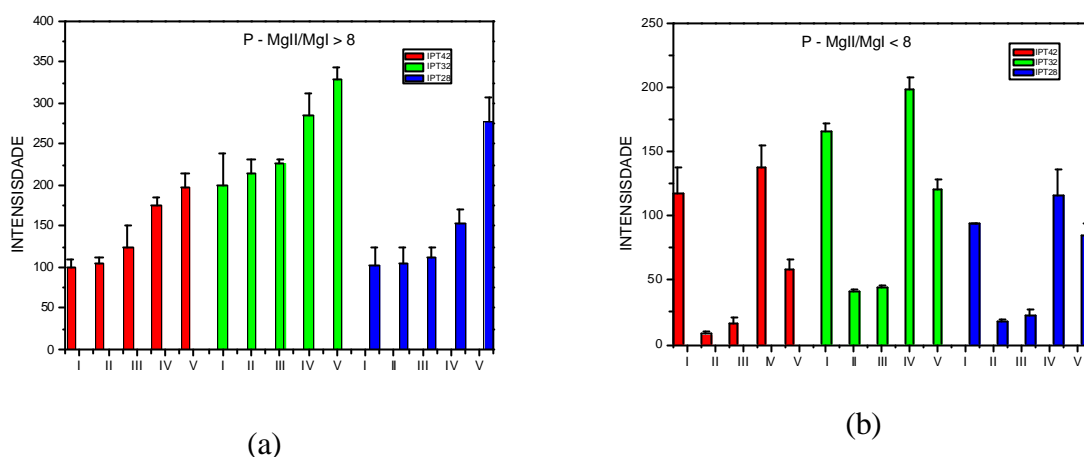 400
350
300
250
200
150
100
50
0
INTENSISDADE
P - MgII/MgI > 8
IPT42
IPT32
IPT28
I II III IV V I II III IV V I II III IV V
(a)
250
200
150
100
50
0
INTENSISDADE
P - MgII/MgI < 8
IPT42
IPT32
IPT28
I II III IV V I II III IV V I II III IV V
(b)